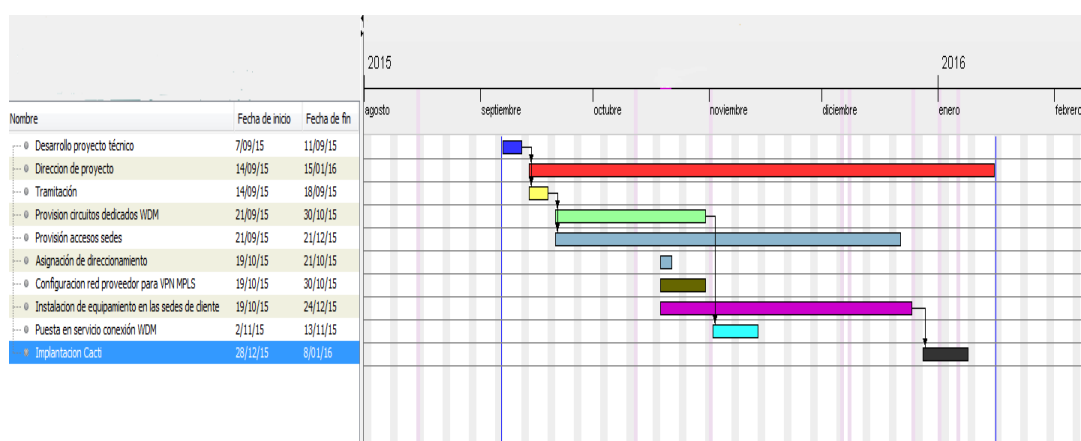 2015
2016
agosto septiembre octubre noviembre diciembre enero febrero
Nombre Fecha de inicio Fecha de fin
Desarrollo proyecto técnico 7/09/15 11/09/15
Direccion de proyecto 14/09/15 15/01/16
Tramitación 14/09/15 18/09/15
Provision circuitos dedicados WDM 21/09/15 30/10/15
Provisión accesos sedes 21/09/15 21/12/15
Asignación de direccionamiento 19/10/15 21/10/15
Configuracion red proveedor para VPN MPLS 19/10/15 30/10/15
Instalacion de equipamiento en las sedes de cliente 19/10/15 24/12/15
Puesta en servicio conexión WDM 2/11/15 13/11/15
Implantacion Cacti 28/12/15 8/01/16